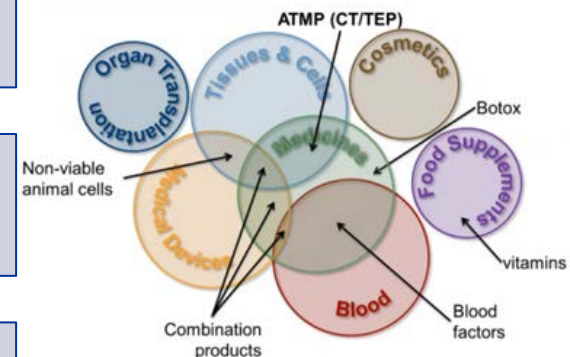 ATMP (CT/TEP)
Organ Transplantation
Tissues & Cells
Cosmetics
Botox
Medicines
Food Supplements
Non-viable
animal cells
Medical Devices
vitamins
Blood
Blood
factors
Combination
products